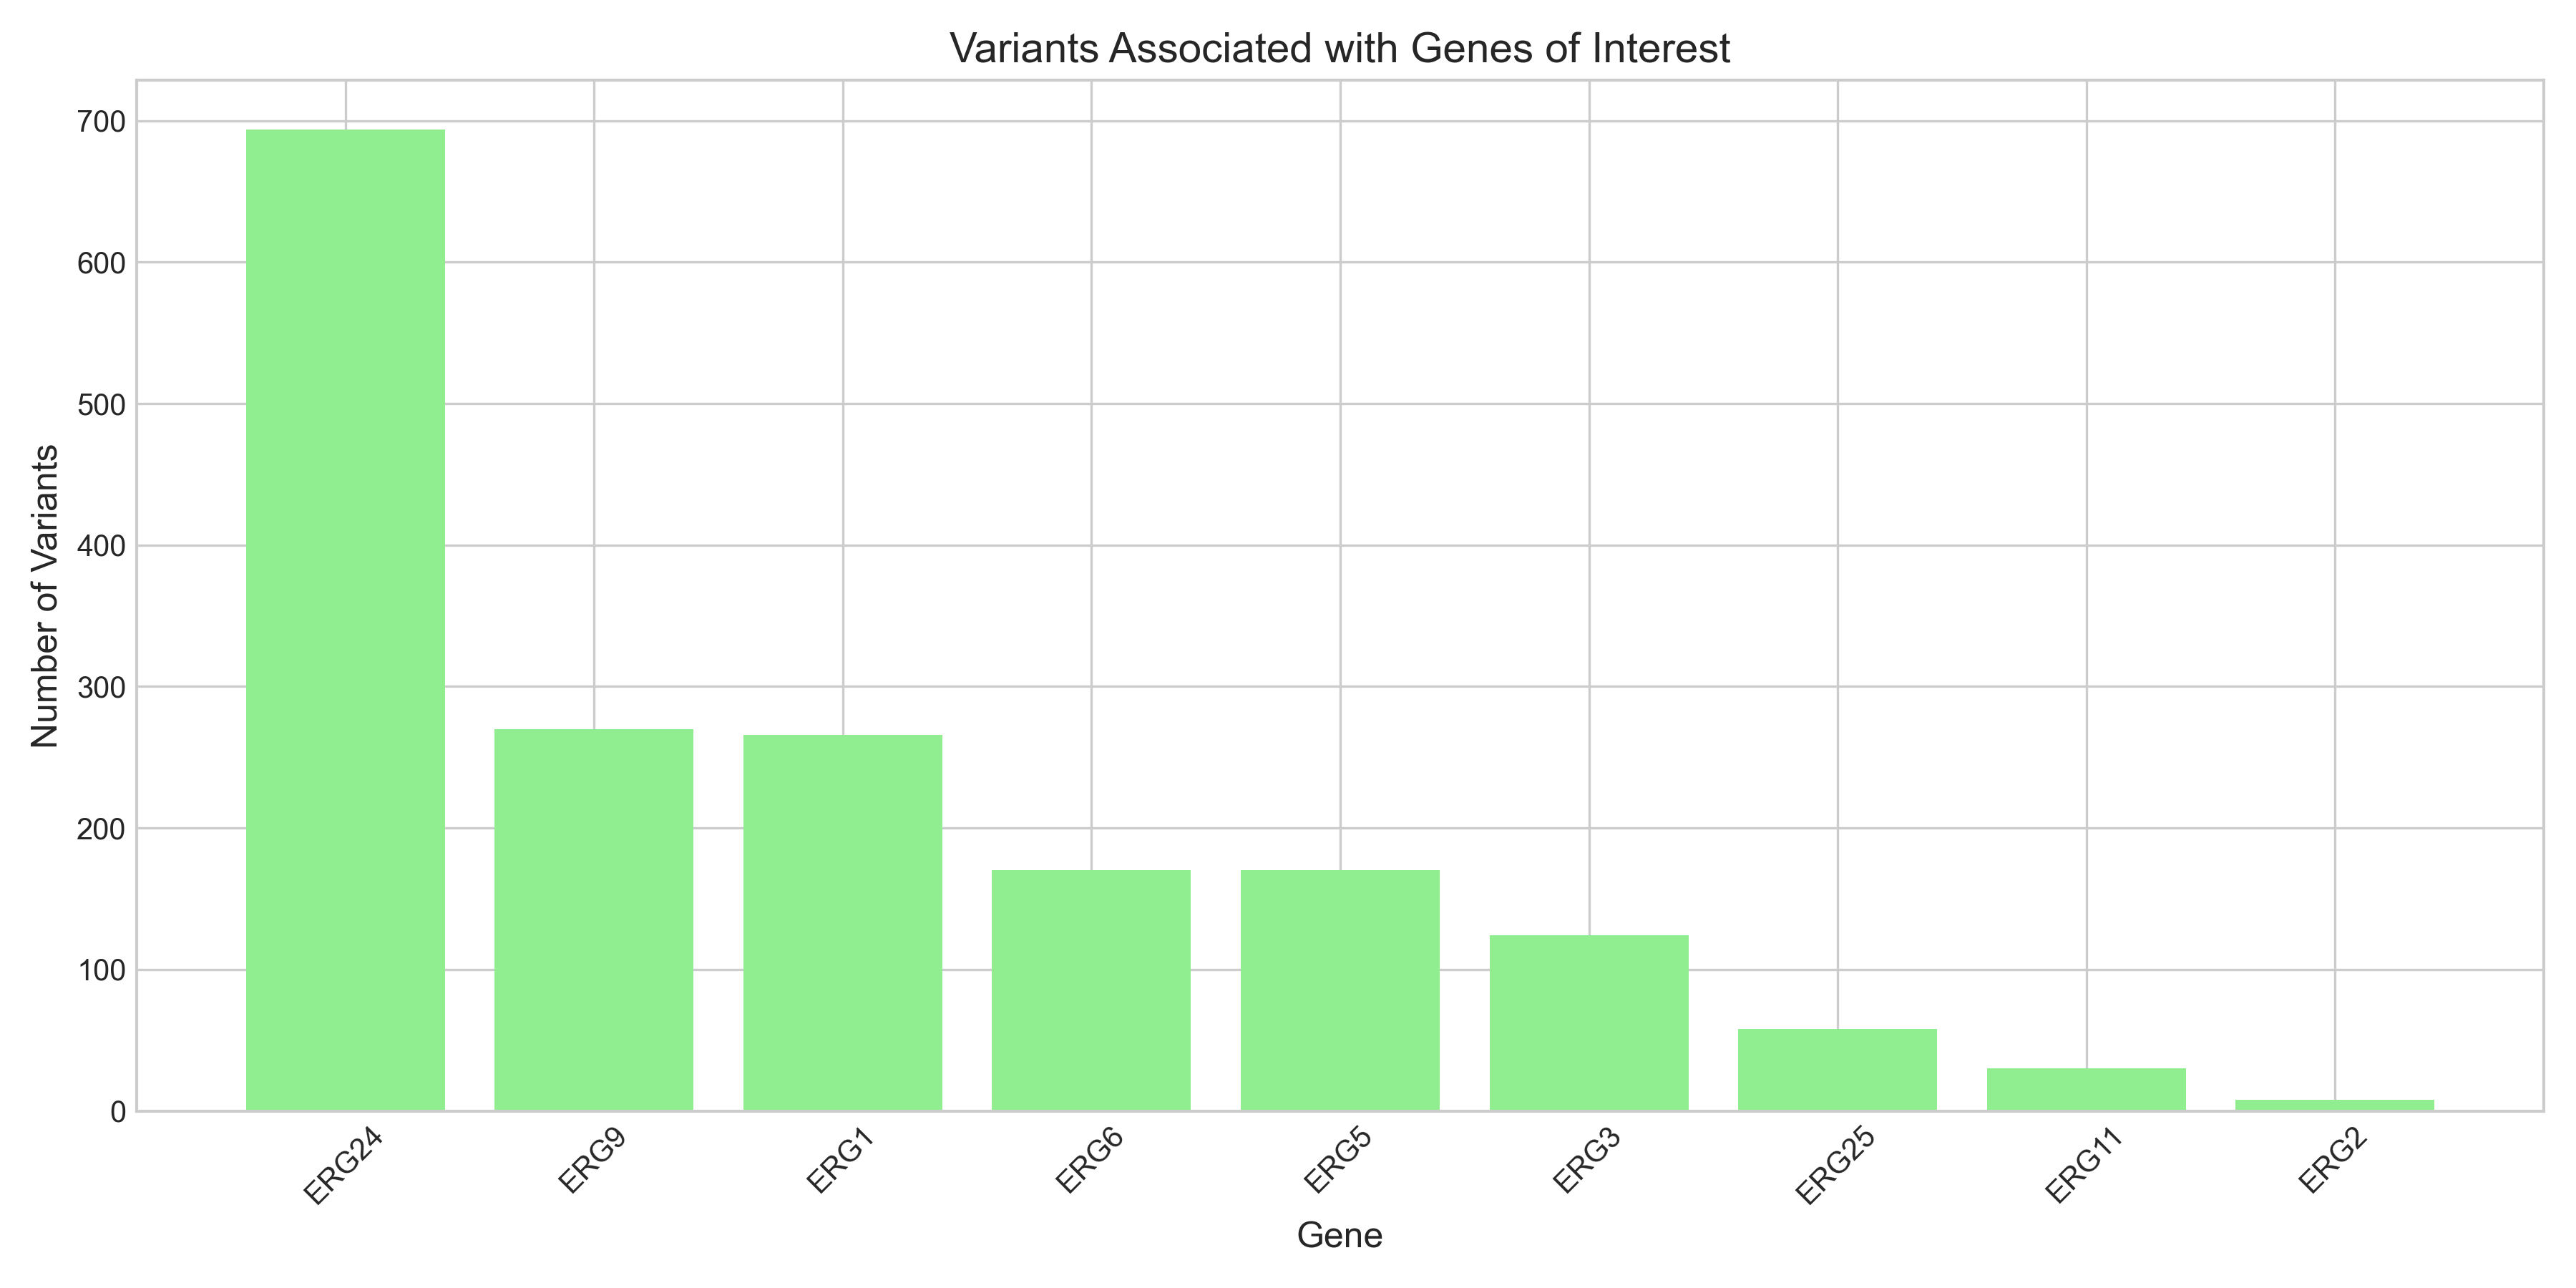 Variants Associated with Genes of Interest
Number of Variants
700
600
500
400
300
200
100
0
ERG24
ERG9
ERG1
ERG6
ERG5
ERG3
ERG25
ERG11
ERG2
Gene